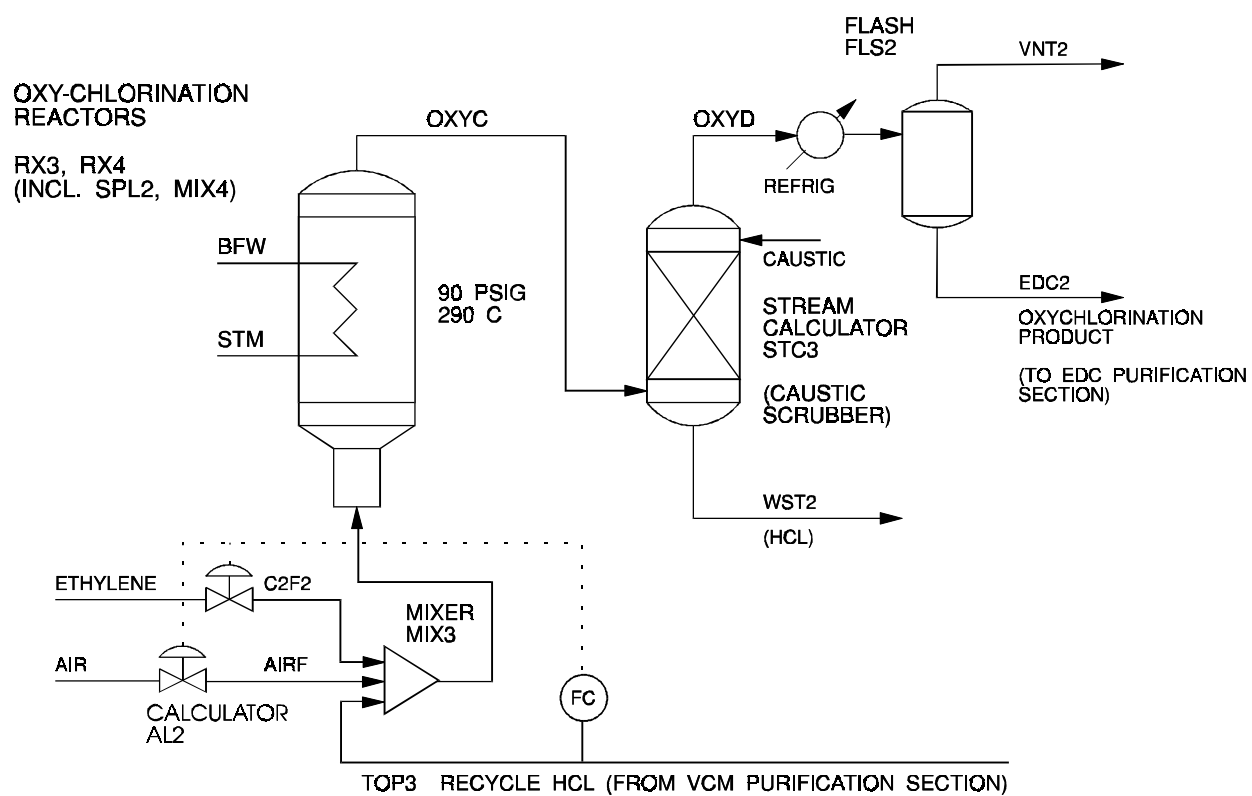 FLASH
FLS2
VNT2
OXY-CHLORINATION
REACTORS
OXYC
OXYD
RX3, RX4
(INCL. SPL2, MIX4)
REFRIG
BFW
CAUSTIC
90 PSIG
290 C
EDC2
STREAM
CALCULATOR
STC3
OXYCHLORINATION
PRODUCT
STM
(TO EDC PURIFICATION
SECTION)
(CAUSTIC
SCRUBBER)
WST2
(HCL)
ETHYLENE
C2F2
MIXER
MIX3
AIR
AIRF
FC
CALCULATOR
AL2
TOP3 RECYCLE HCL (FROM VCM PURIFICATION SECTION)